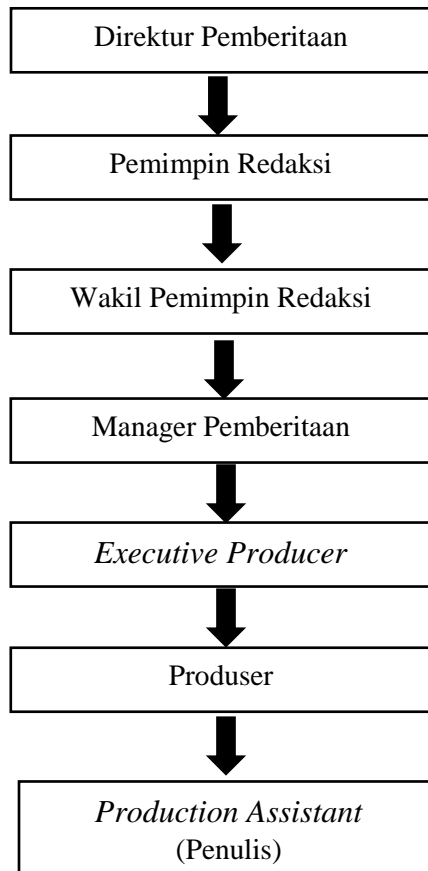 Direktur Pemberitaan
Pemimpin Redaksi
Wakil Pemimpin Redaksi
Manager Pemberitaan
Executive Producer
Produser
Production Assistant
(Penulis)